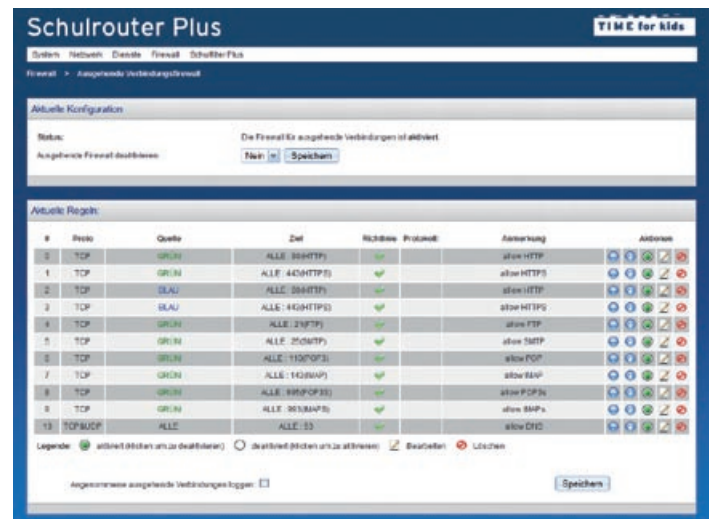 Schulrouter Plus
TIME for kids
System Netzwerk Dienste Firewall Schulfilter Plus
Firewall > Ausgehende Verbindungsfirewall
Aktuelle Konfiguration
Status: Die Firewall für ausgehende Verbindungen ist aktiviert
Ausgehende Firewall deaktivieren: Nein Speichern
Aktuelle Regeln:
# Proto Quelle Ziel Richtlinie Protokoll: Anmerkung Aktionen
0 TCP GRÜN ALLE : 80(HTTP) allow HTTP
1 TCP GRÜN ALLE : 443(HTTPS) allow HTTPS
2 TCP BLAU ALLE : 80(HTTP) allow HTTP
3 TCP BLAU ALLE : 443(HTTPS) allow HTTPS
4 TCP GRÜN ALLE : 21(FTP) allow FTP
5 TCP GRÜN ALLE : 25(SMTP) allow SMTP
6 TCP GRÜN ALLE : 110(POP3) allow POP
7 TCP GRÜN ALLE : 143(IMAP) allow IMAP
8 TCP GRÜN ALLE : 995(POP3S) allow POP3s
9 TCP GRÜN ALLE : 993(IMAPS) allow IMAPs
10 TCP&UDP ALLE ALLE : 53 allow DNS
Legende: aktiviert (klicken um zu deaktivieren) deaktiviert (klicken um zu aktivieren) Bearbeiten Löschen
Angenommene ausgehende Verbindungen loggen: Speichern